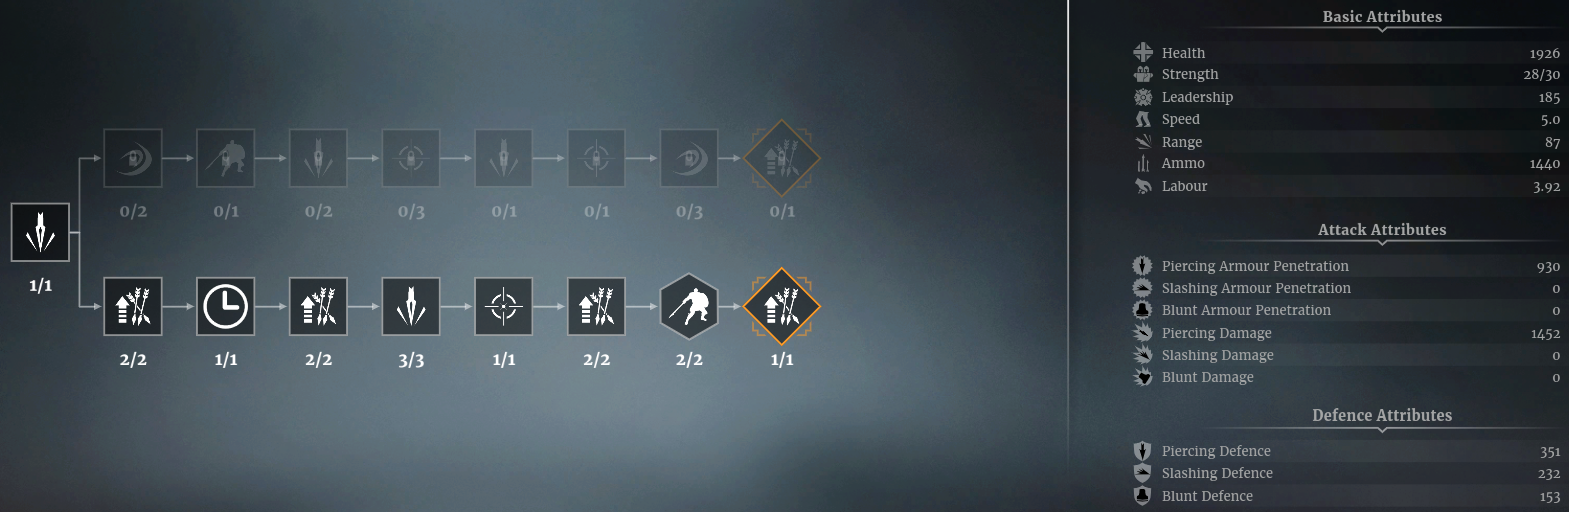 0/2 0/1 0/2 0/3 0/1 0/1 0/3 0/1
1/1
2/2 1/1 2/2 3/3 1/1 2/2 2/2 1/1
Basic Attributes
Health 1926
Strength 28/30
Leadership 185
Speed 5.0
Range 87
Ammo 1440
Labour 3.92
Attack Attributes
Piercing Armour Penetration 930
Slashing Armour Penetration 0
Blunt Armour Penetration 0
Piercing Damage 1452
Slashing Damage 0
Blunt Damage 0
Defence Attributes
Piercing Defence 351
Slashing Defence 232
Blunt Defence 153